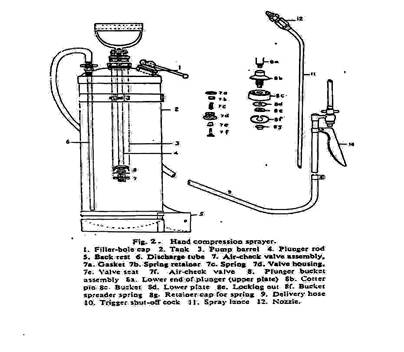 12
1
8a
8b
7a
7b
7c
7d
7e
7f
8c
8d
8e
8f
8g
11
2
3
4
6
8
7
5
9
10
Fig. 2 - Hand compression sprayer.
1. Filler-hole cap 2. Tank 3. Pump barrel 4. Plunger rod
5. Back rest 6. Discharge tube 7. Air-check valve assembly,
7a. Gasket 7b. Spring retainer 7c. Spring 7d. Valve housing,
7e. Valve seat 7f. Air-check valve 8. Plunger bucket
assembly 8a. Lower end of plunger (upper plate) 8b. Cotter
pin 8c. Bucket 8d. Lower plate 8e. Locking nut 8f. Bucket
spreader spring 8g. Retainer cap for spring 9. Delivery hose
10. Trigger shut-off cock 11. Spray lance 12. Nozzle.